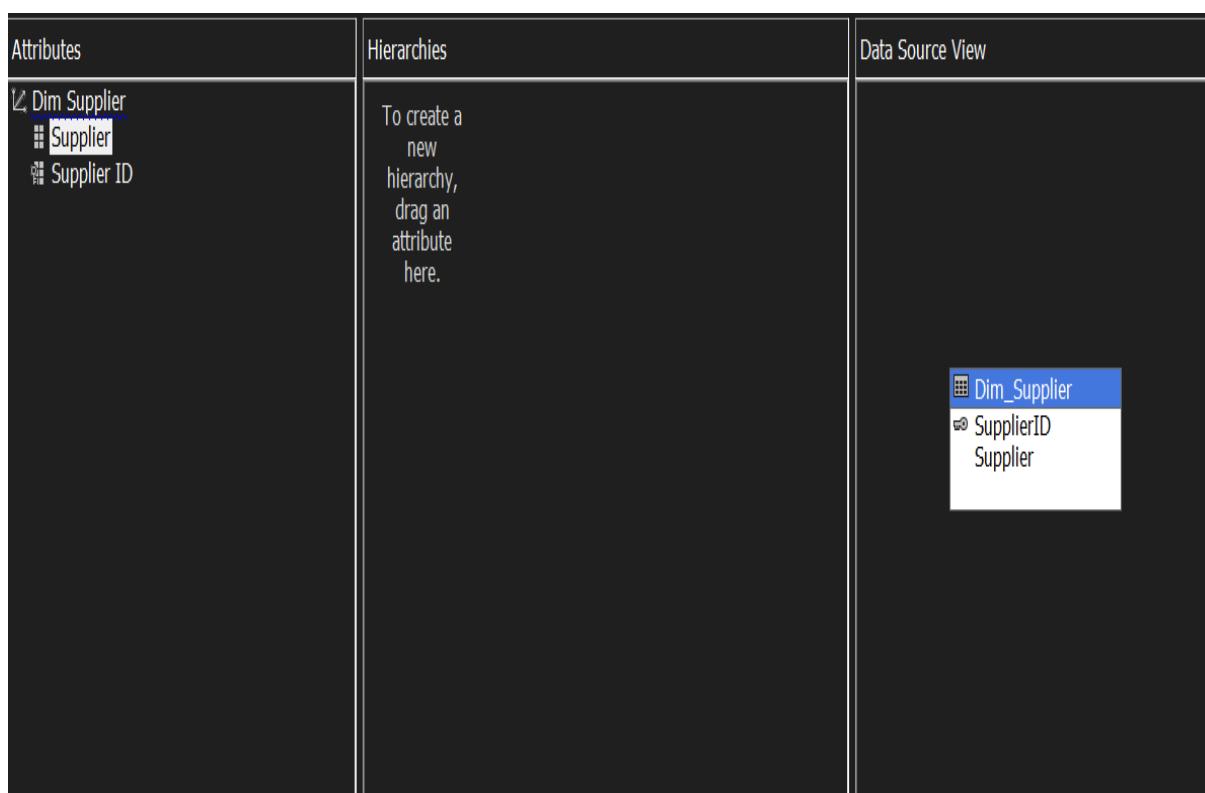 Attributes
Dim Supplier
Supplier
Supplier ID
Hierarchies
To create a
new
hierarchy,
drag an
attribute
here.
Data Source View
Dim_Supplier
SupplierID
Supplier